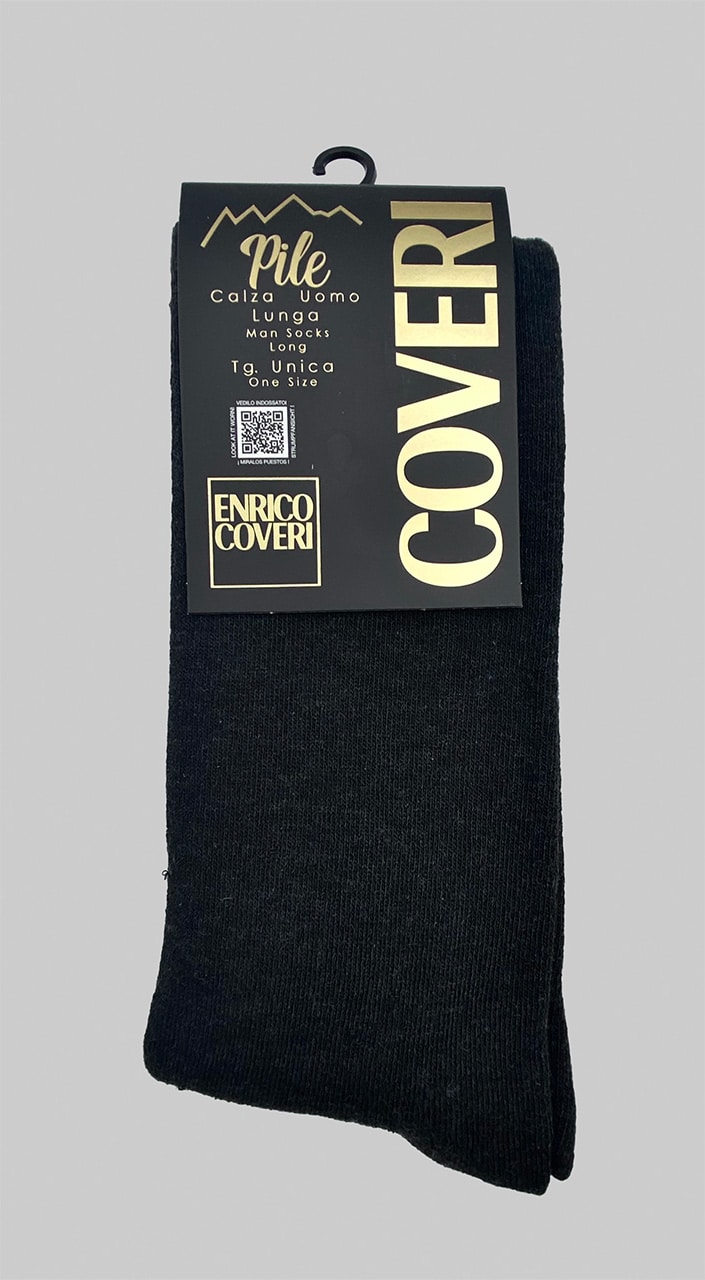 Pile
Calza Uomo
Lunga
Man Socks
Long
Tg. Unica
One Size
VEDILO INDOSSATO!
LOOK AT IT WORN!
STRUMPFANSICHT !
¡ MIRALOS PUESTOS !
ENRICO
COVERI
COVERI